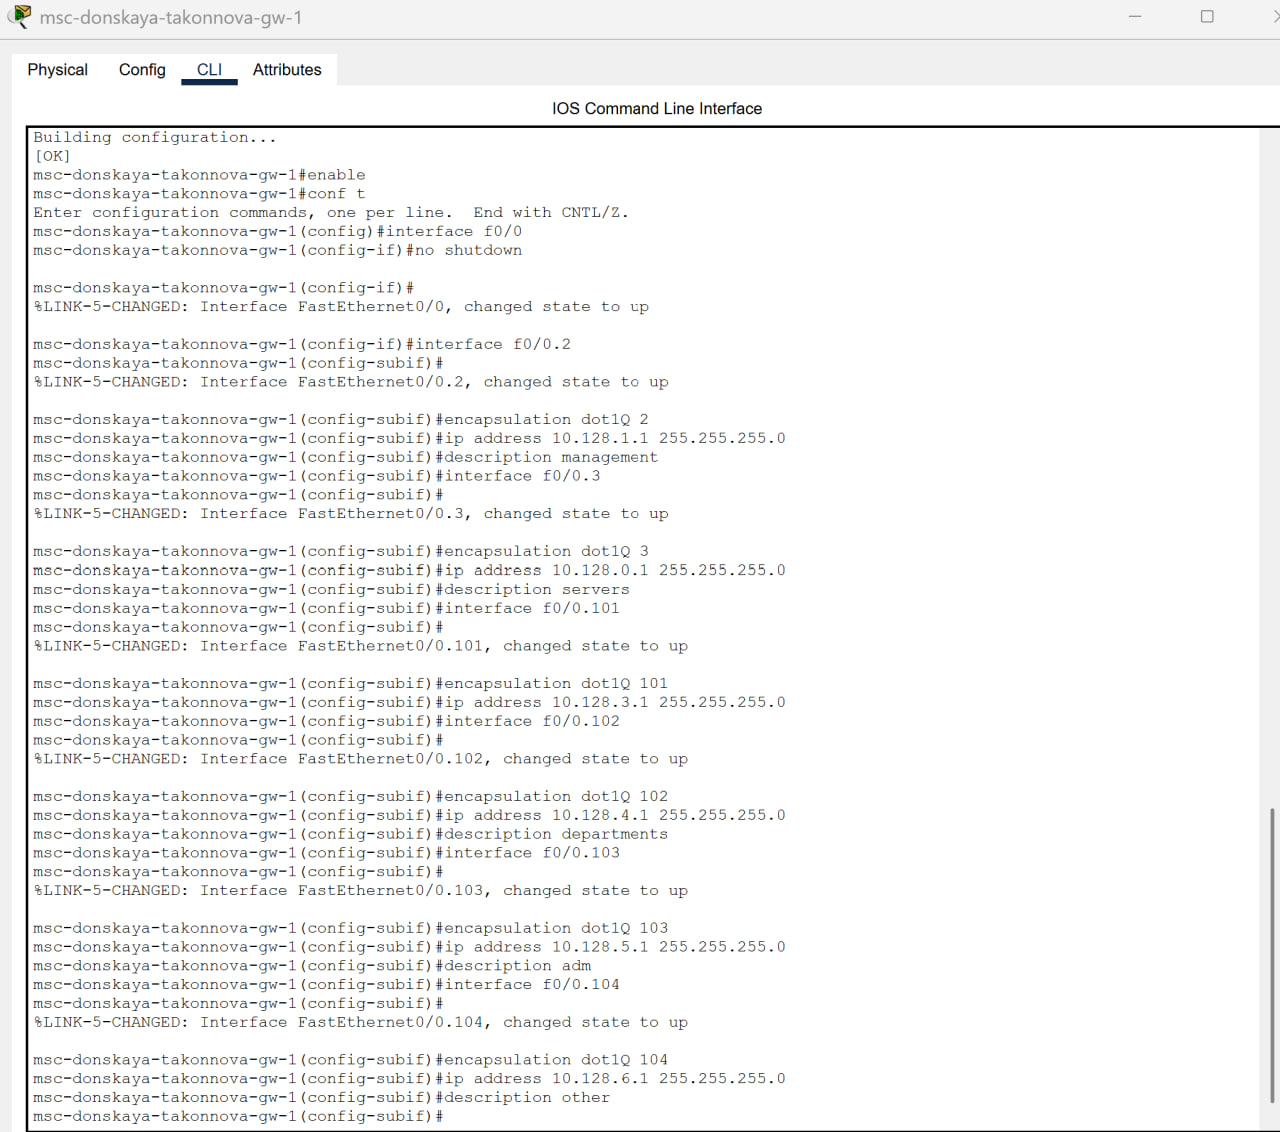 msc-donskaya-takonnova-gw-1
Physical Config CLI Attributes
IOS Command Line Interface
Building configuration...
[OK]
msc-donskaya-takonnova-gw-1#enable
msc-donskaya-takonnova-gw-1#conf t
Enter configuration commands, one per line.  End with CNTL/Z.
msc-donskaya-takonnova-gw-1(config)#interface f0/0
msc-donskaya-takonnova-gw-1(config-if)#no shutdown
msc-donskaya-takonnova-gw-1(config-if)#
%LINK-5-CHANGED: Interface FastEthernet0/0, changed state to up
msc-donskaya-takonnova-gw-1(config-if)#interface f0/0.2
msc-donskaya-takonnova-gw-1(config-subif)#
%LINK-5-CHANGED: Interface FastEthernet0/0.2, changed state to up
msc-donskaya-takonnova-gw-1(config-subif)#encapsulation dot1Q 2
msc-donskaya-takonnova-gw-1(config-subif)#ip address 10.128.1.1 255.255.255.0
msc-donskaya-takonnova-gw-1(config-subif)#description management
msc-donskaya-takonnova-gw-1(config-subif)#interface f0/0.3
msc-donskaya-takonnova-gw-1(config-subif)#
%LINK-5-CHANGED: Interface FastEthernet0/0.3, changed state to up
msc-donskaya-takonnova-gw-1(config-subif)#encapsulation dot1Q 3
msc-donskaya-takonnova-gw-1(config-subif)#ip address 10.128.0.1 255.255.255.0
msc-donskaya-takonnova-gw-1(config-subif)#description servers
msc-donskaya-takonnova-gw-1(config-subif)#interface f0/0.101
msc-donskaya-takonnova-gw-1(config-subif)#
%LINK-5-CHANGED: Interface FastEthernet0/0.101, changed state to up
msc-donskaya-takonnova-gw-1(config-subif)#encapsulation dot1Q 101
msc-donskaya-takonnova-gw-1(config-subif)#ip address 10.128.3.1 255.255.255.0
msc-donskaya-takonnova-gw-1(config-subif)#interface f0/0.102
msc-donskaya-takonnova-gw-1(config-subif)#
%LINK-5-CHANGED: Interface FastEthernet0/0.102, changed state to up
msc-donskaya-takonnova-gw-1(config-subif)#encapsulation dot1Q 102
msc-donskaya-takonnova-gw-1(config-subif)#ip address 10.128.4.1 255.255.255.0
msc-donskaya-takonnova-gw-1(config-subif)#description departments
msc-donskaya-takonnova-gw-1(config-subif)#interface f0/0.103
msc-donskaya-takonnova-gw-1(config-subif)#
%LINK-5-CHANGED: Interface FastEthernet0/0.103, changed state to up
msc-donskaya-takonnova-gw-1(config-subif)#encapsulation dot1Q 103
msc-donskaya-takonnova-gw-1(config-subif)#ip address 10.128.5.1 255.255.255.0
msc-donskaya-takonnova-gw-1(config-subif)#description adm
msc-donskaya-takonnova-gw-1(config-subif)#interface f0/0.104
msc-donskaya-takonnova-gw-1(config-subif)#
%LINK-5-CHANGED: Interface FastEthernet0/0.104, changed state to up
msc-donskaya-takonnova-gw-1(config-subif)#encapsulation dot1Q 104
msc-donskaya-takonnova-gw-1(config-subif)#ip address 10.128.6.1 255.255.255.0
msc-donskaya-takonnova-gw-1(config-subif)#description other
msc-donskaya-takonnova-gw-1(config-subif)#